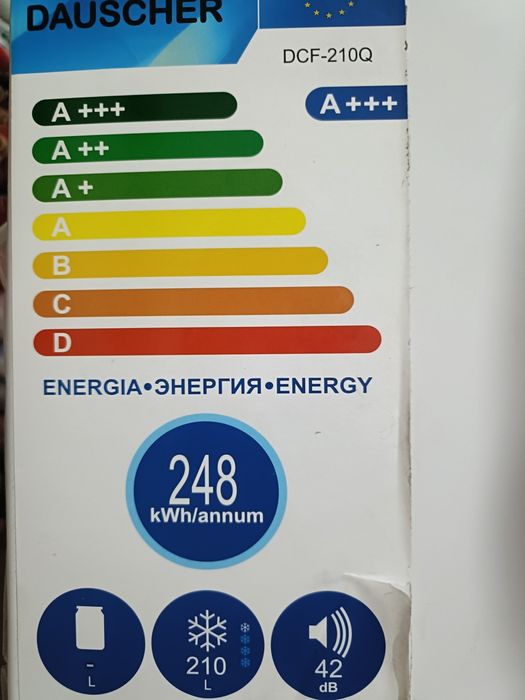 DAUSCHER
DCF-210Q
A +++
A +++
A ++
A +
A
B
C
D
ENERGIA•ЭНЕРГИЯ•ENERGY
248
kWh/annum
-
L
210
L
42
dB